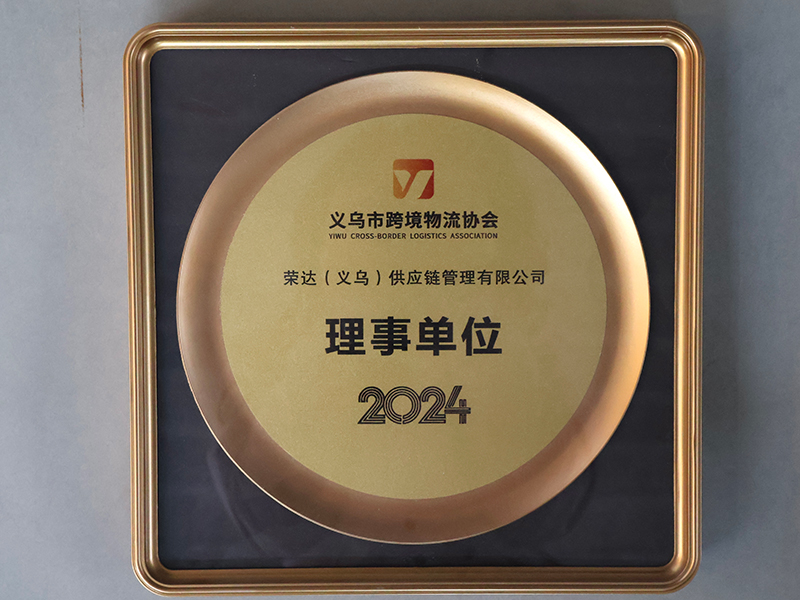 义乌市跨境物流协会
YIWU CROSS-BORDER LOGISTICS ASSOCIATION
荣达（义乌）供应链管理有限公司
理事单位
2024